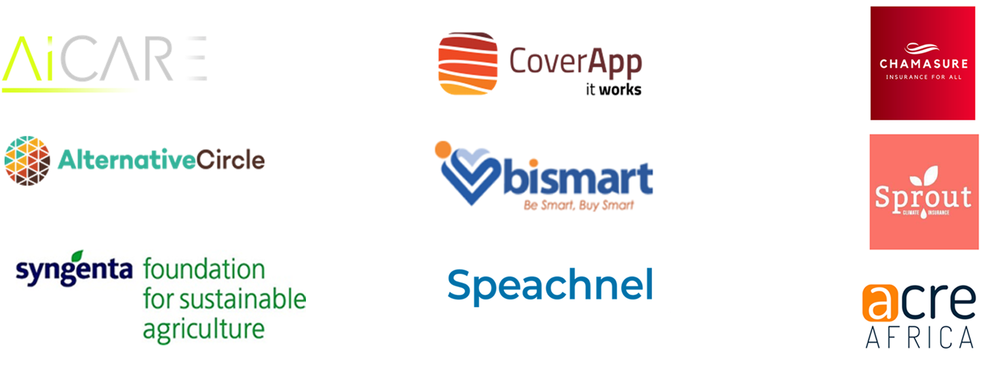 AiCARE
CoverApp
it works
CHAMASURE
INSURANCE FOR ALL
AlternativeCircle
bismart
Be Smart, Buy Smart
Sprout
CLIMATE INSURANCE
syngenta foundation
for sustainable
agriculture
Speachnel
acre
AFRICA